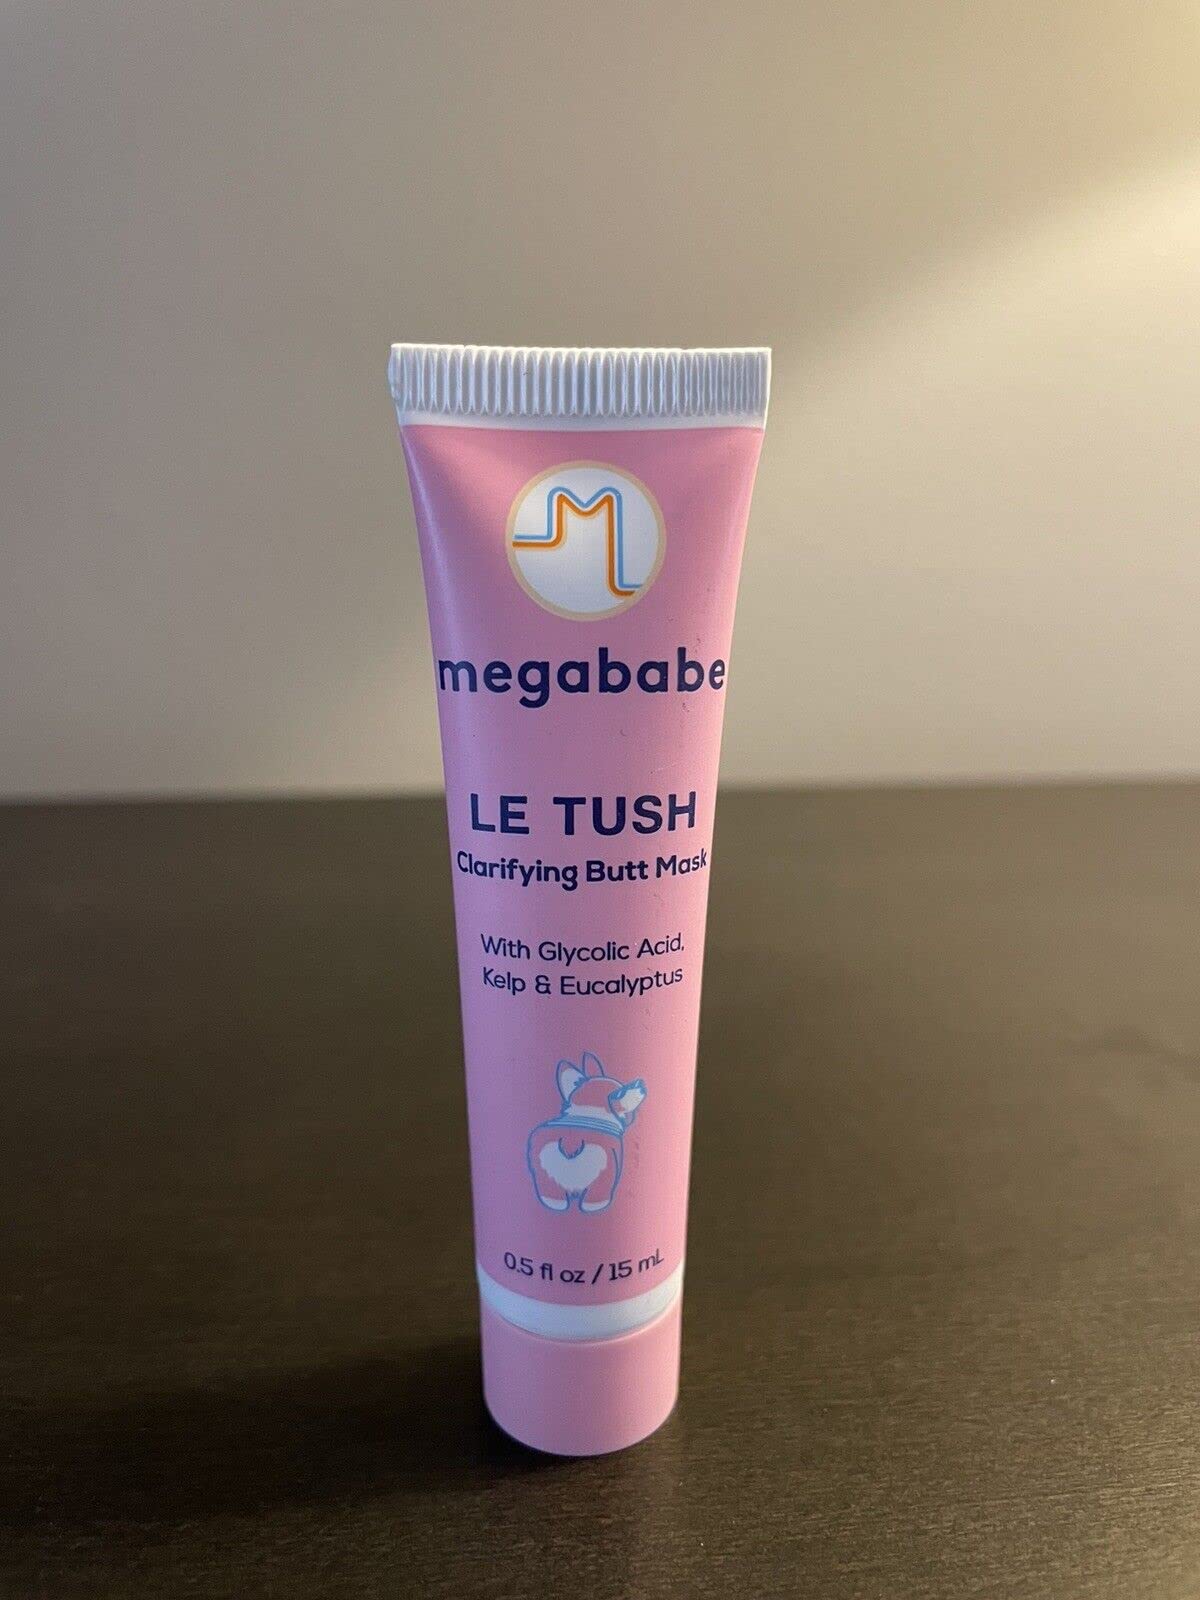 M
megababe
LE TUSH
Clarifying Butt Mask
With Glycolic Acid,
Kelp & Eucalyptus
0.5 fl oz / 15 mL